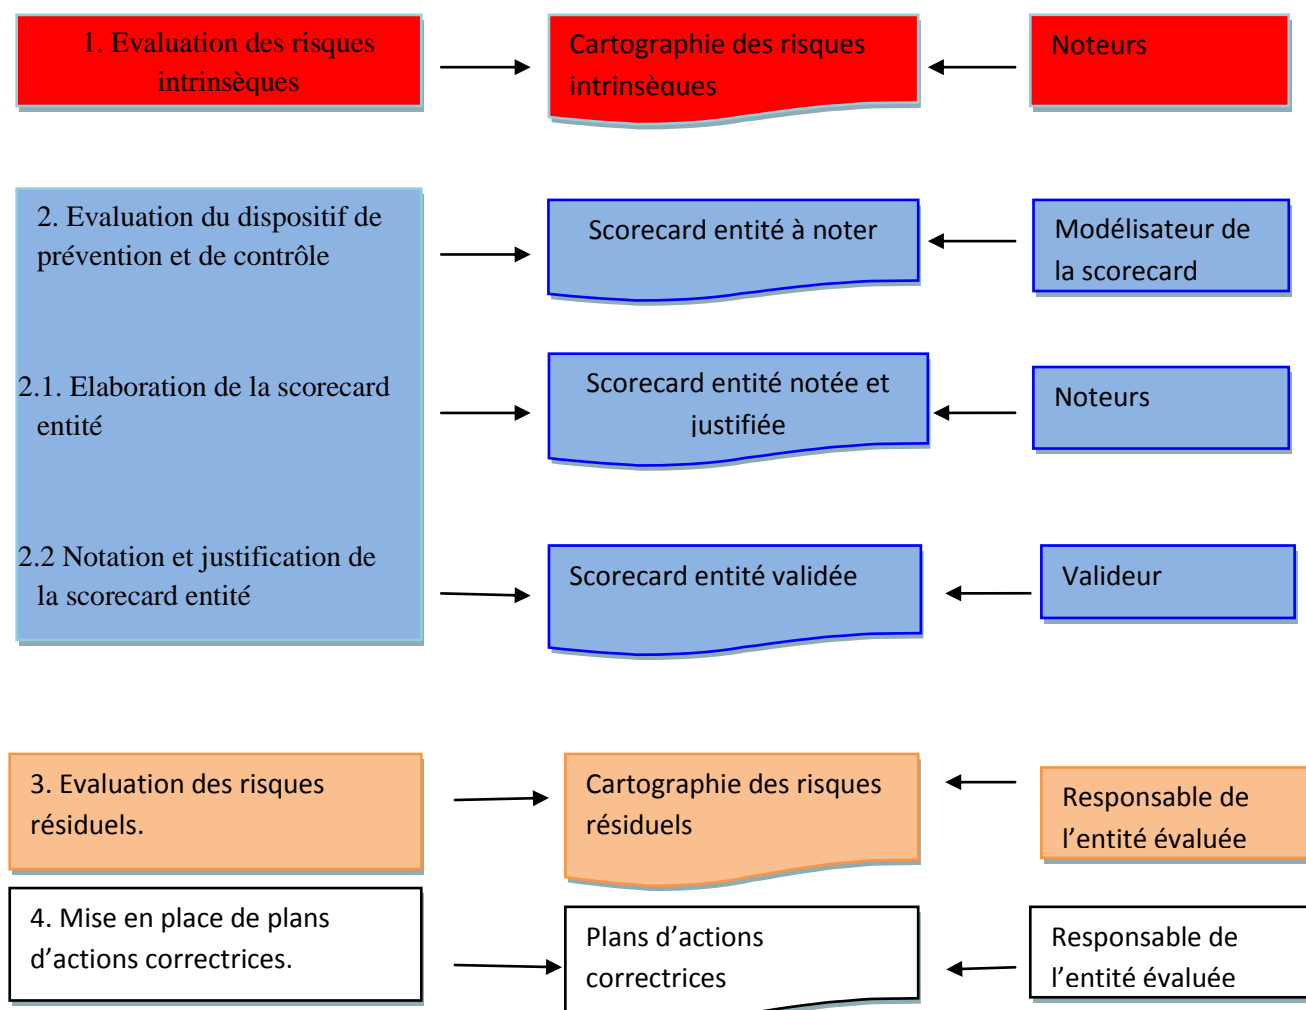 1. Evaluation des risques
intrinsèques
Cartographie des risques
intrinsèques
Noteurs
2. Evaluation du dispositif de
prévention et de contrôle
Scorecard entité à noter
Modélisateur de
la scorecard
2.1. Elaboration de la scorecard
entité
Scorecard entité notée et
justifiée
Noteurs
2.2 Notation et justification de
la scorecard entité
Scorecard entité validée
Valideur
3. Evaluation des risques
résiduels.
Cartographie des risques
résiduels
Responsable de
l’entité évaluée
4. Mise en place de plans
d’actions correctrices.
Plans d’actions
correctrices
Responsable de
l’entité évaluée